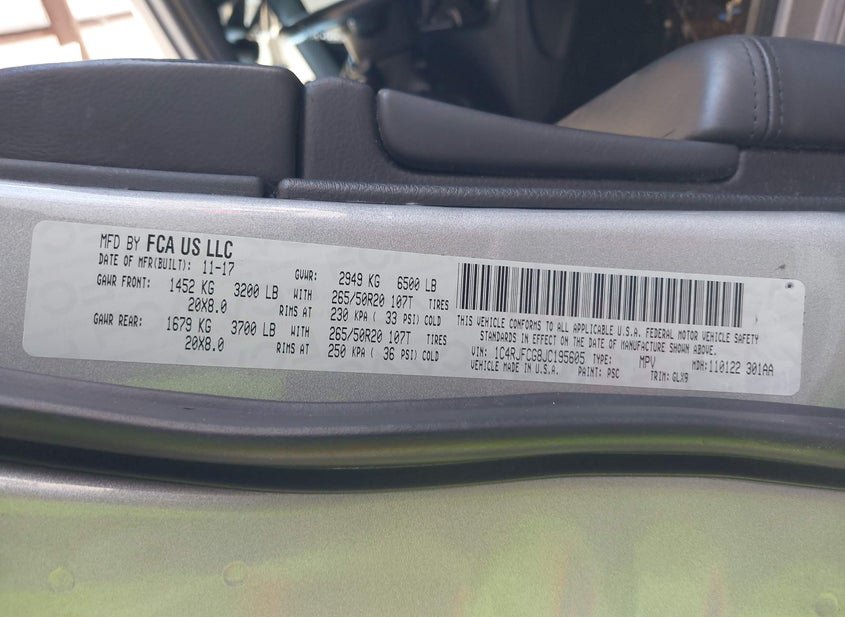 MFD BY FCA US LLC
DATE OF MFR(BUILT): 11-17 GVWR: 2949 KG 6500 LB
GAWR FRONT: 1452 KG 3200 LB WITH 265/50R20 107T TIRES
20X8.0 RIMS AT 230 KPA ( 33 PSI) COLD
GAWR REAR: 1679 KG 3700 LB WITH 265/50R20 107T TIRES
20X8.0 RIMS AT 250 KPA ( 36 PSI) COLD
THIS VEHICLE CONFORMS TO ALL APPLICABLE U.S.A. FEDERAL MOTOR VEHICLE SAFETY
STANDARDS IN EFFECT ON THE DATE OF MANUFACTURE SHOWN ABOVE.
VIN: 1C4RJFCG8JC195605 TYPE: MPV MDH:110122 301AA
VEHICLE MADE IN U.S.A. PAINT: PSC TRIM: GLX9